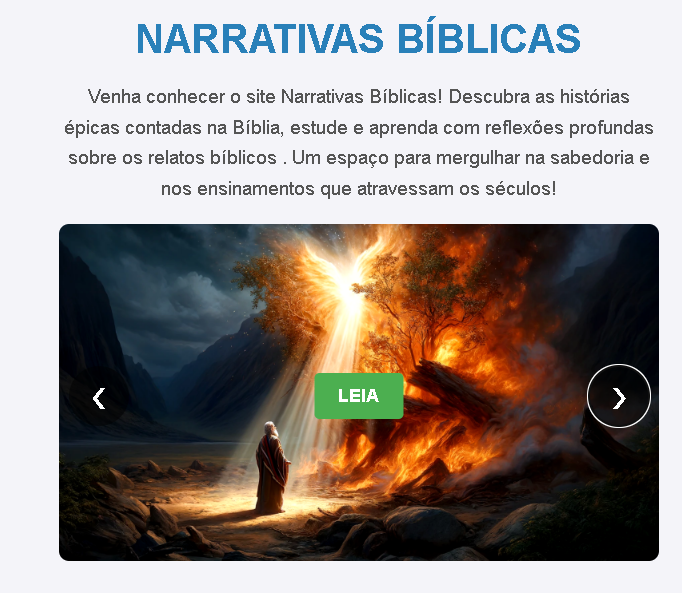 NARRATIVAS BÍBLICAS
Venha conhecer o site Narrativas Bíblicas! Descubra as histórias
épicas contadas na Bíblia, estude e aprenda com reflexões profundas
sobre os relatos bíblicos . Um espaço para mergulhar na sabedoria e
nos ensinamentos que atravessam os séculos!
LEIA